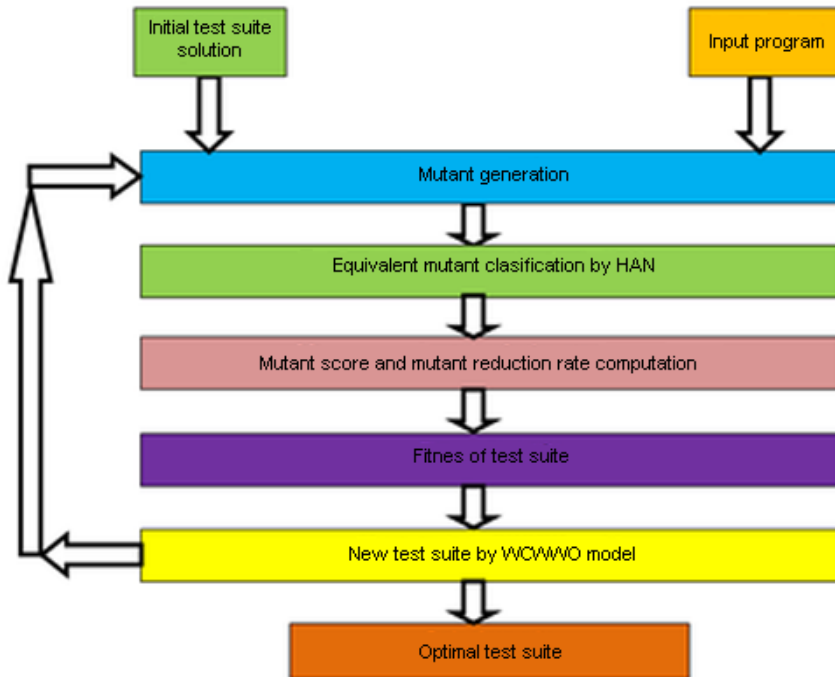 Initial test suite
solution
Input program
Mutant generation
Equivalent mutant clasification by HAN
Mutant score and mutant reduction rate computation
Fitnes of test suite
New test suite by WCWWO model
Optimal test suite